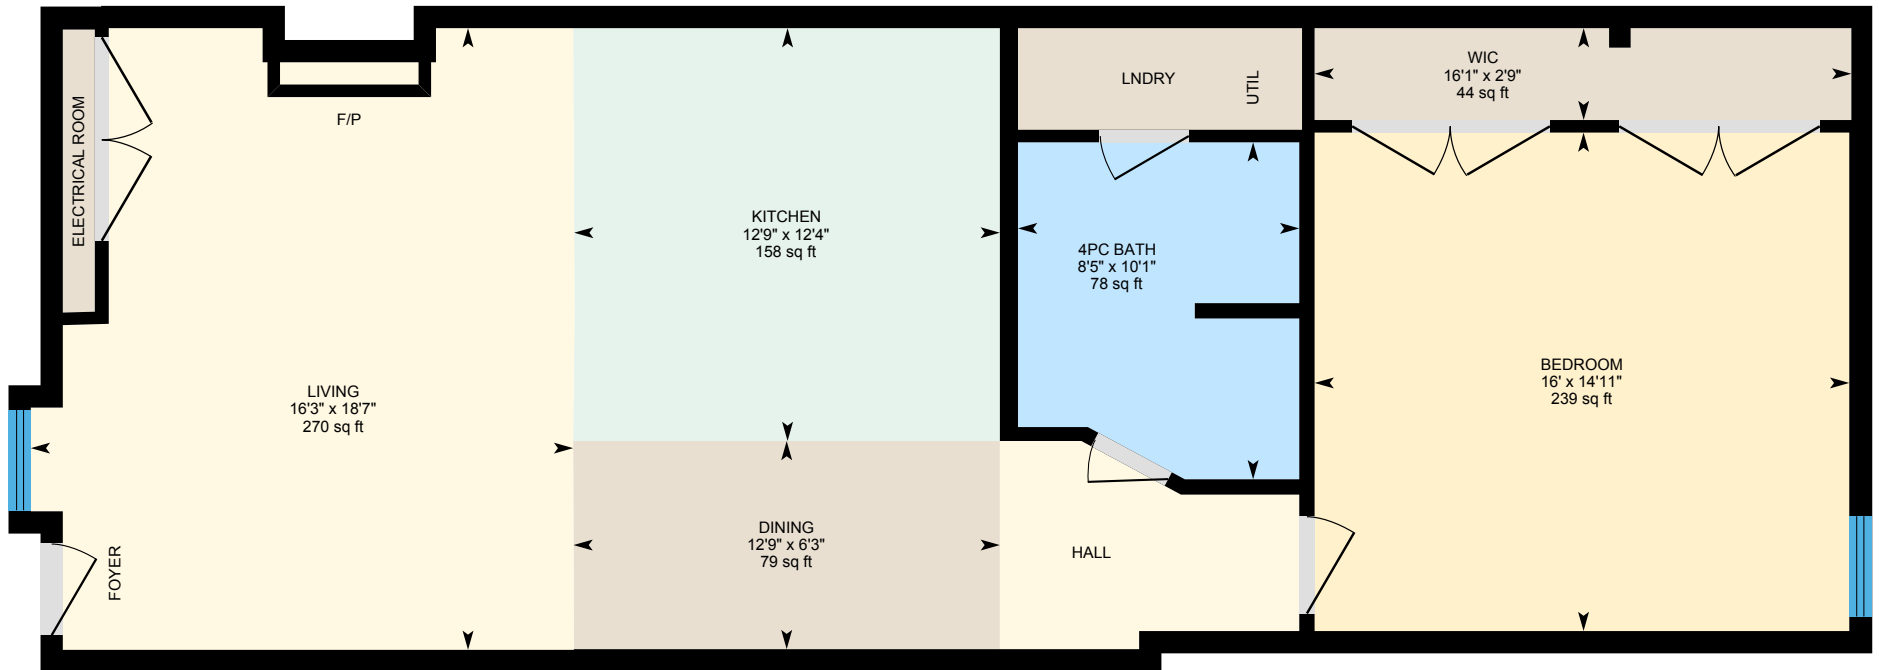 ELECTRICAL ROOM
F/P
LIVING
16'3" x 18'7"
270 sq ft
FOYER
KITCHEN
12'9" x 12'4"
158 sq ft
DINING
12'9" x 6'3"
79 sq ft
LNDRY
UTIL
4PC BATH
8'5" x 10'1"
78 sq ft
HALL
WIC
16'1" x 2'9"
44 sq ft
BEDROOM
16' x 14'11"
239 sq ft